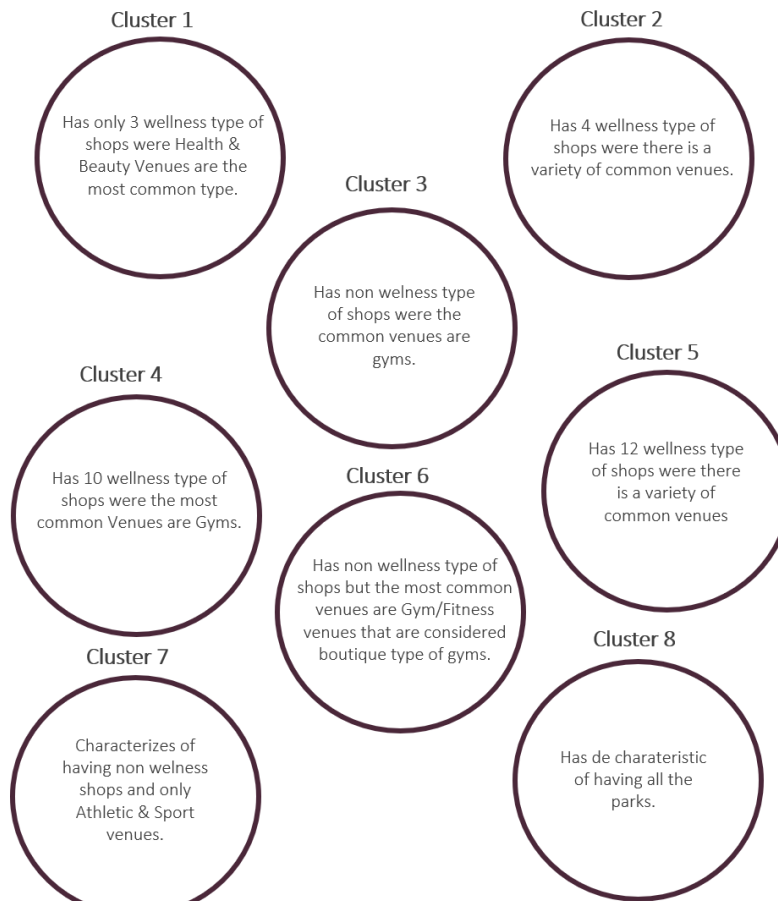 Cluster 1
Has only 3 wellness type of
shops were Health &
Beauty Venues are the
most common type.
Cluster 2
Has 4 wellness type of
shops were there is a
variety of common venues.
Cluster 3
Has non welness type
of shops were the
common venues are
gyms.
Cluster 4
Has 10 wellness type of
shops were the most
common Venues are Gyms.
Cluster 5
Has 12 wellness type
of shops were there
is a variety of
common venues
Cluster 6
Has non wellness type of
shops but the most common
venues are Gym/Fitness
venues that are considered
boutique type of gyms.
Cluster 7
Characterizes of
having non welness
shops and only
Athletic & Sport
venues.
Cluster 8
Has de charateristic
of having all the
parks.